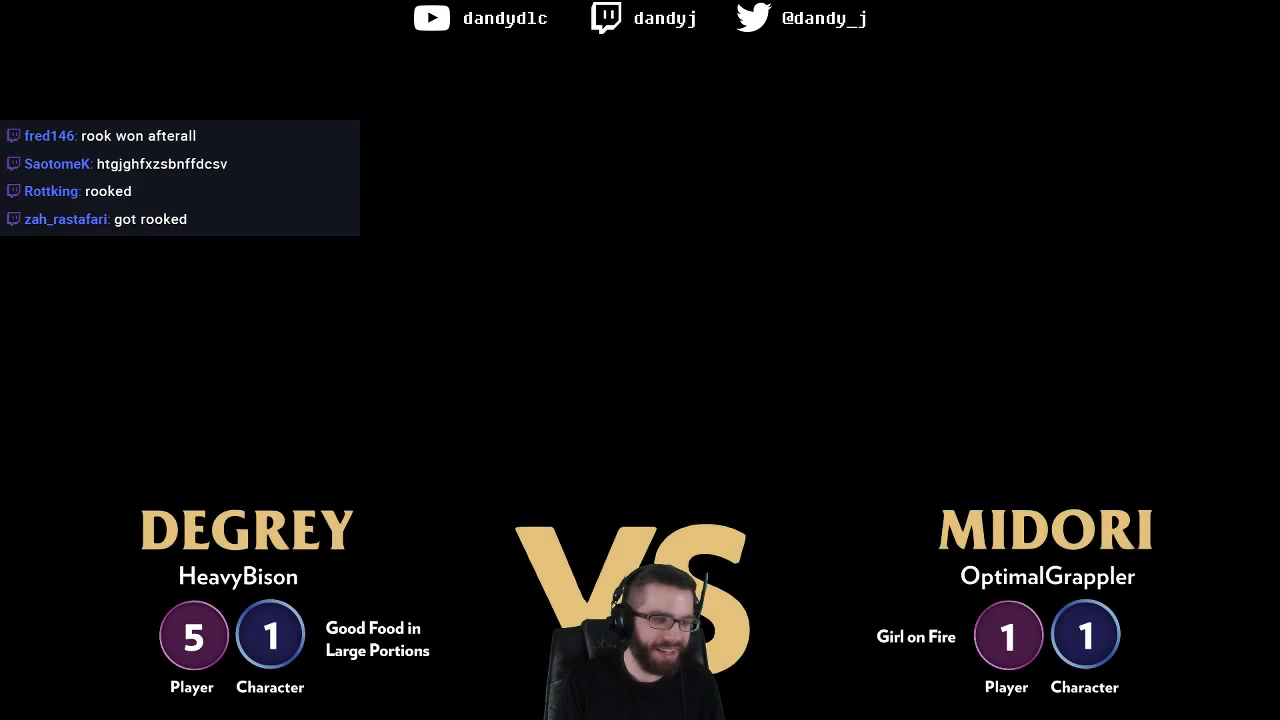 dandydlc dandyj @dandy_j
fred146: rook won afterall
SaotomeK: htgjghfxzsbnffdcsv
Rottking: rooked
zah_rastafari: got rooked
DEGREY
HeavyBison
5 1
Good Food in
Large Portions
Player Character
VS
MIDORI
OptimalGrappler
Girl on Fire
1 1
Player Character